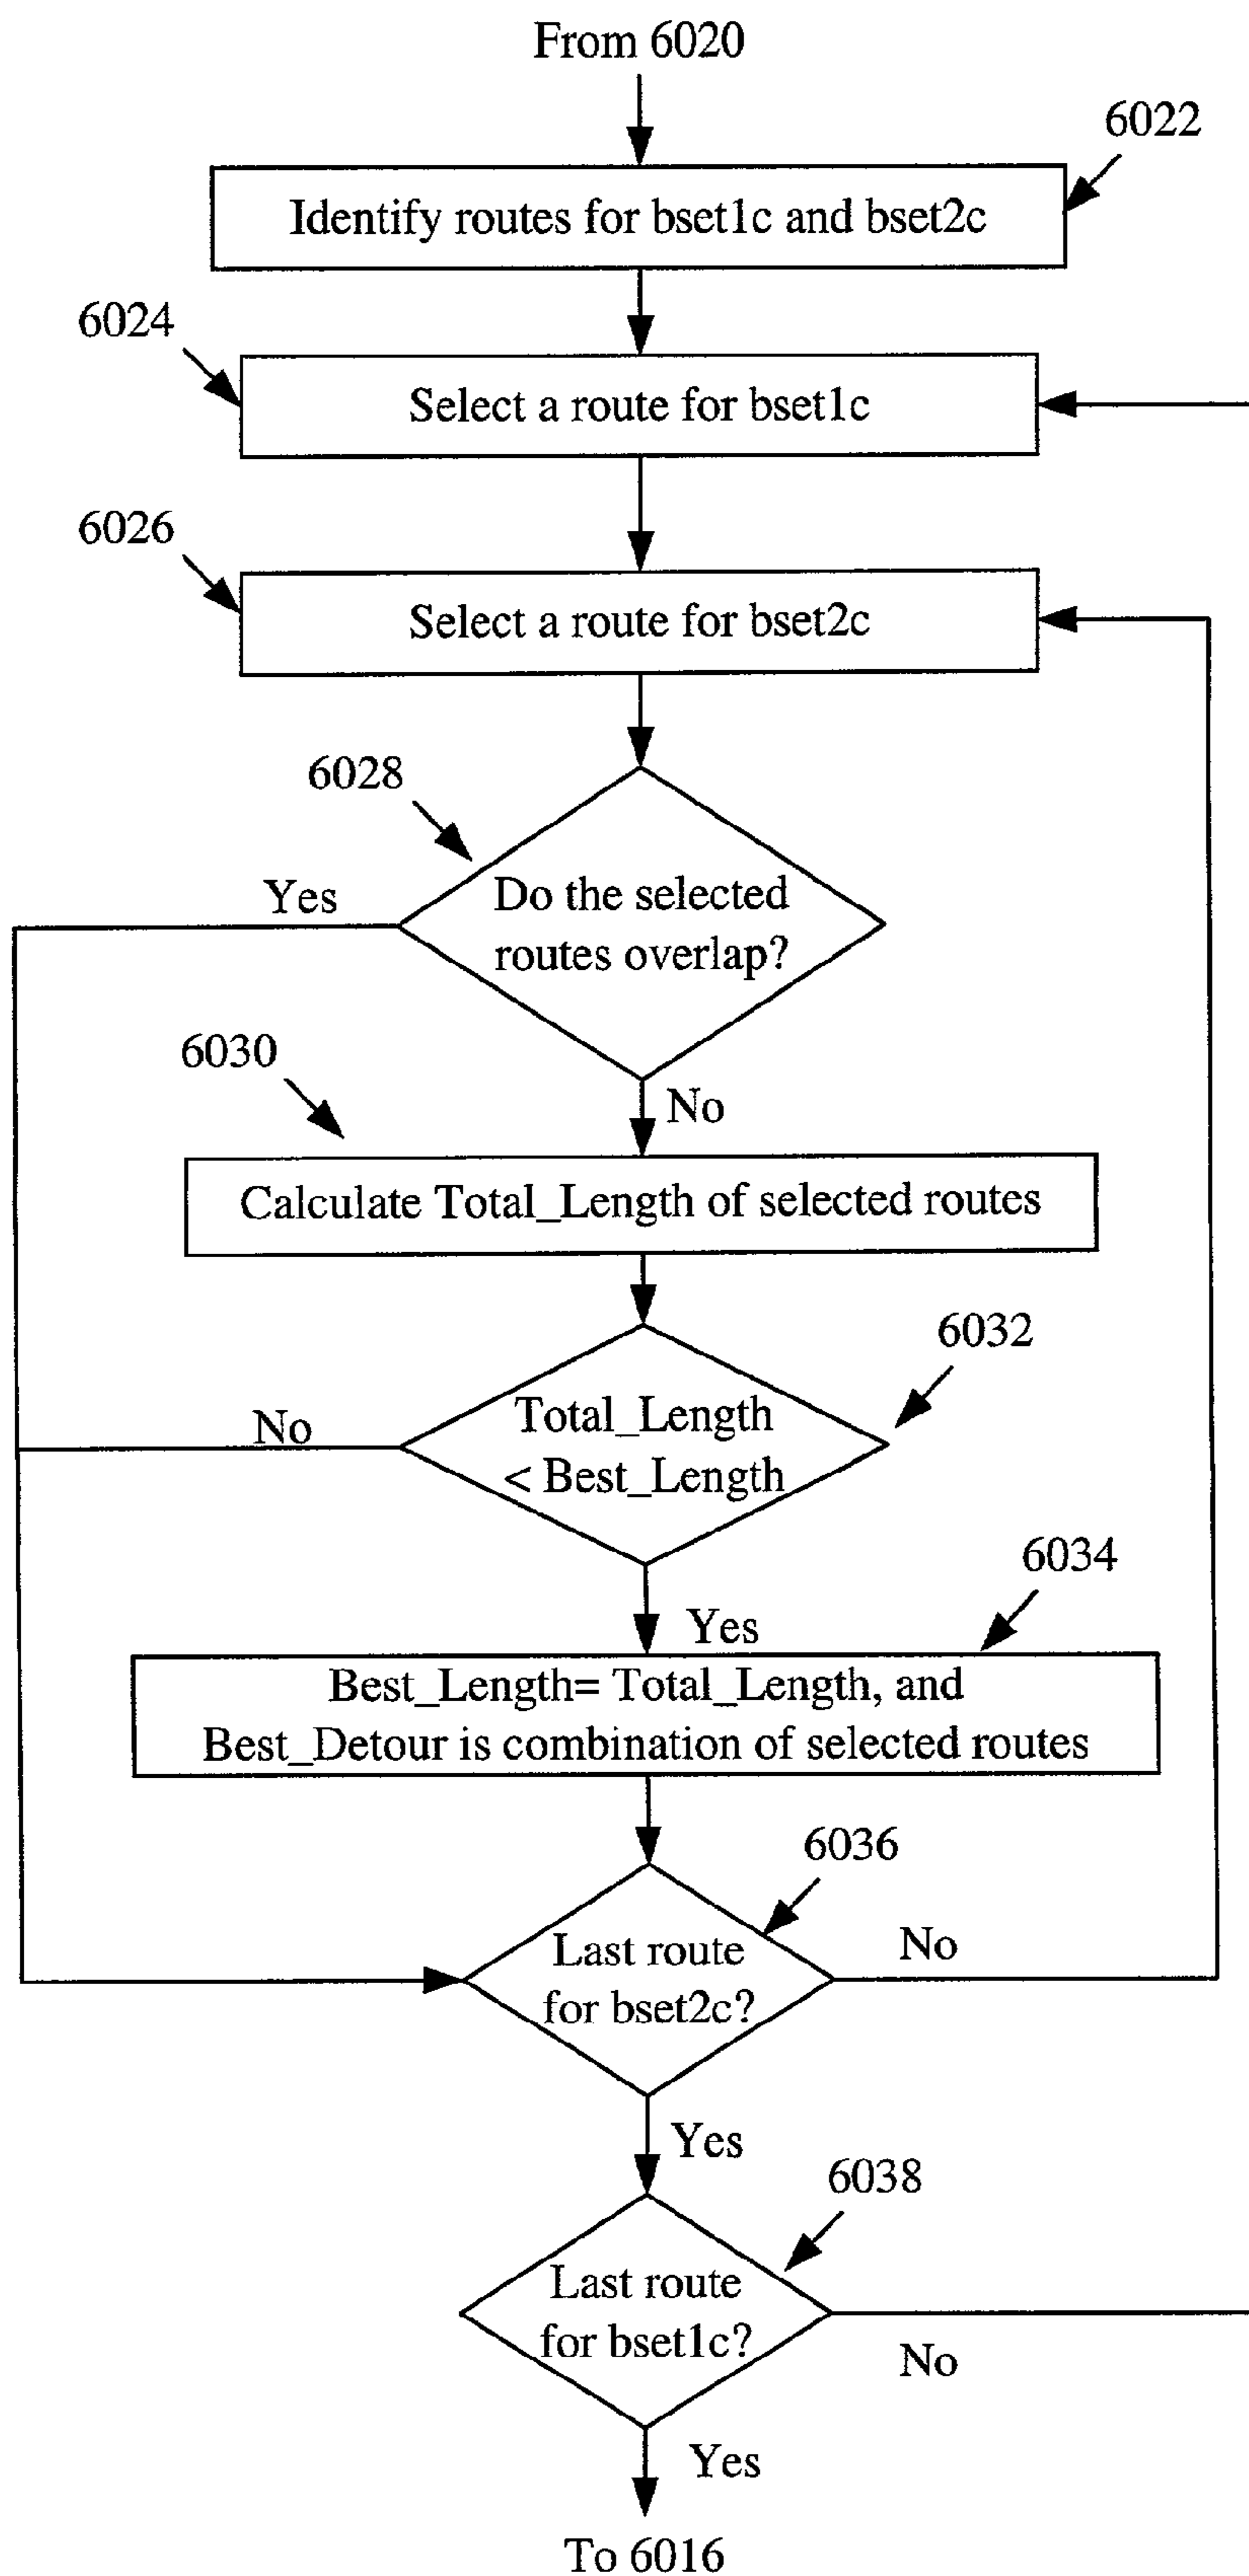 From 6020
6022
Identify routes for bset1c and bset2c
6024
Select a route for bset1c
6026
Select a route for bset2c
6028
Yes
Do the selected
routes overlap?
6030
No
Calculate Total_Length of selected routes
6032
No
Total_Length
< Best_Length
6034
Yes
Best_Length= Total_Length, and
Best_Detour is combination of selected routes
6036
Last route
for bset2c?
No
Yes
6038
Last route
for bset1c?
No
Yes
To 6016